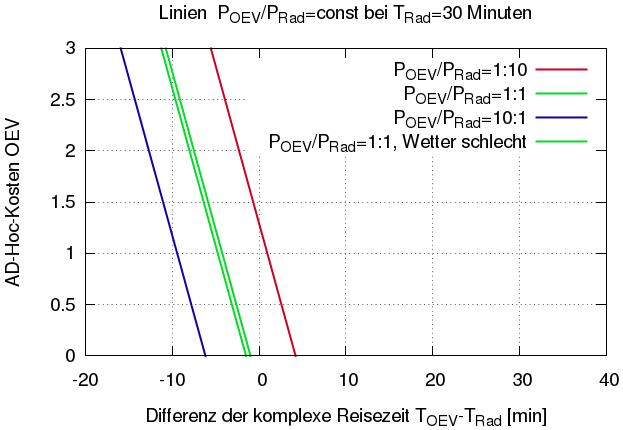 Linien P_OEV/P_Rad=const bei T_Rad=30 Minuten
P_OEV/P_Rad=1:10
P_OEV/P_Rad=1:1
P_OEV/P_Rad=10:1
P_OEV/P_Rad=1:1, Wetter schlecht
AD-Hoc-Kosten OEV
3
2.5
2
1.5
1
0.5
0
-20 -10 0 10 20 30 40
Differenz der komplexe Reisezeit T_OEV-T_Rad [min]